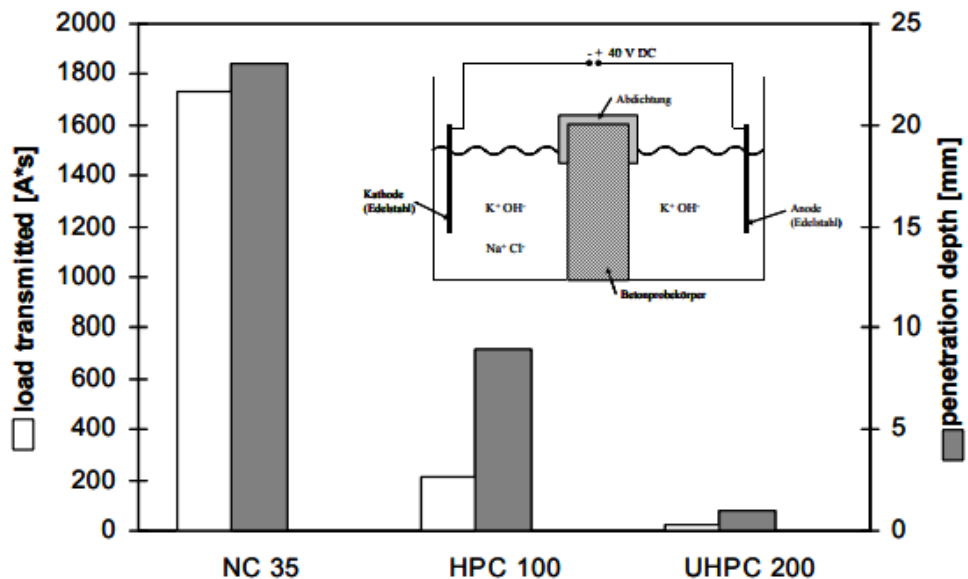 load transmitted [A*s]
2000
1800
1600
1400
1200
1000
800
600
400
200
0
- + 40 V DC
Abdichtung
Kathode
(Edelstahl)
K⁺ OH⁻
Na⁺ Cl⁻
K⁺ OH⁻
Anode
(Edelstahl)
Betonprobekörper
25
20
15
10
5
0
penetration depth [mm]
NC 35
HPC 100
UHPC 200